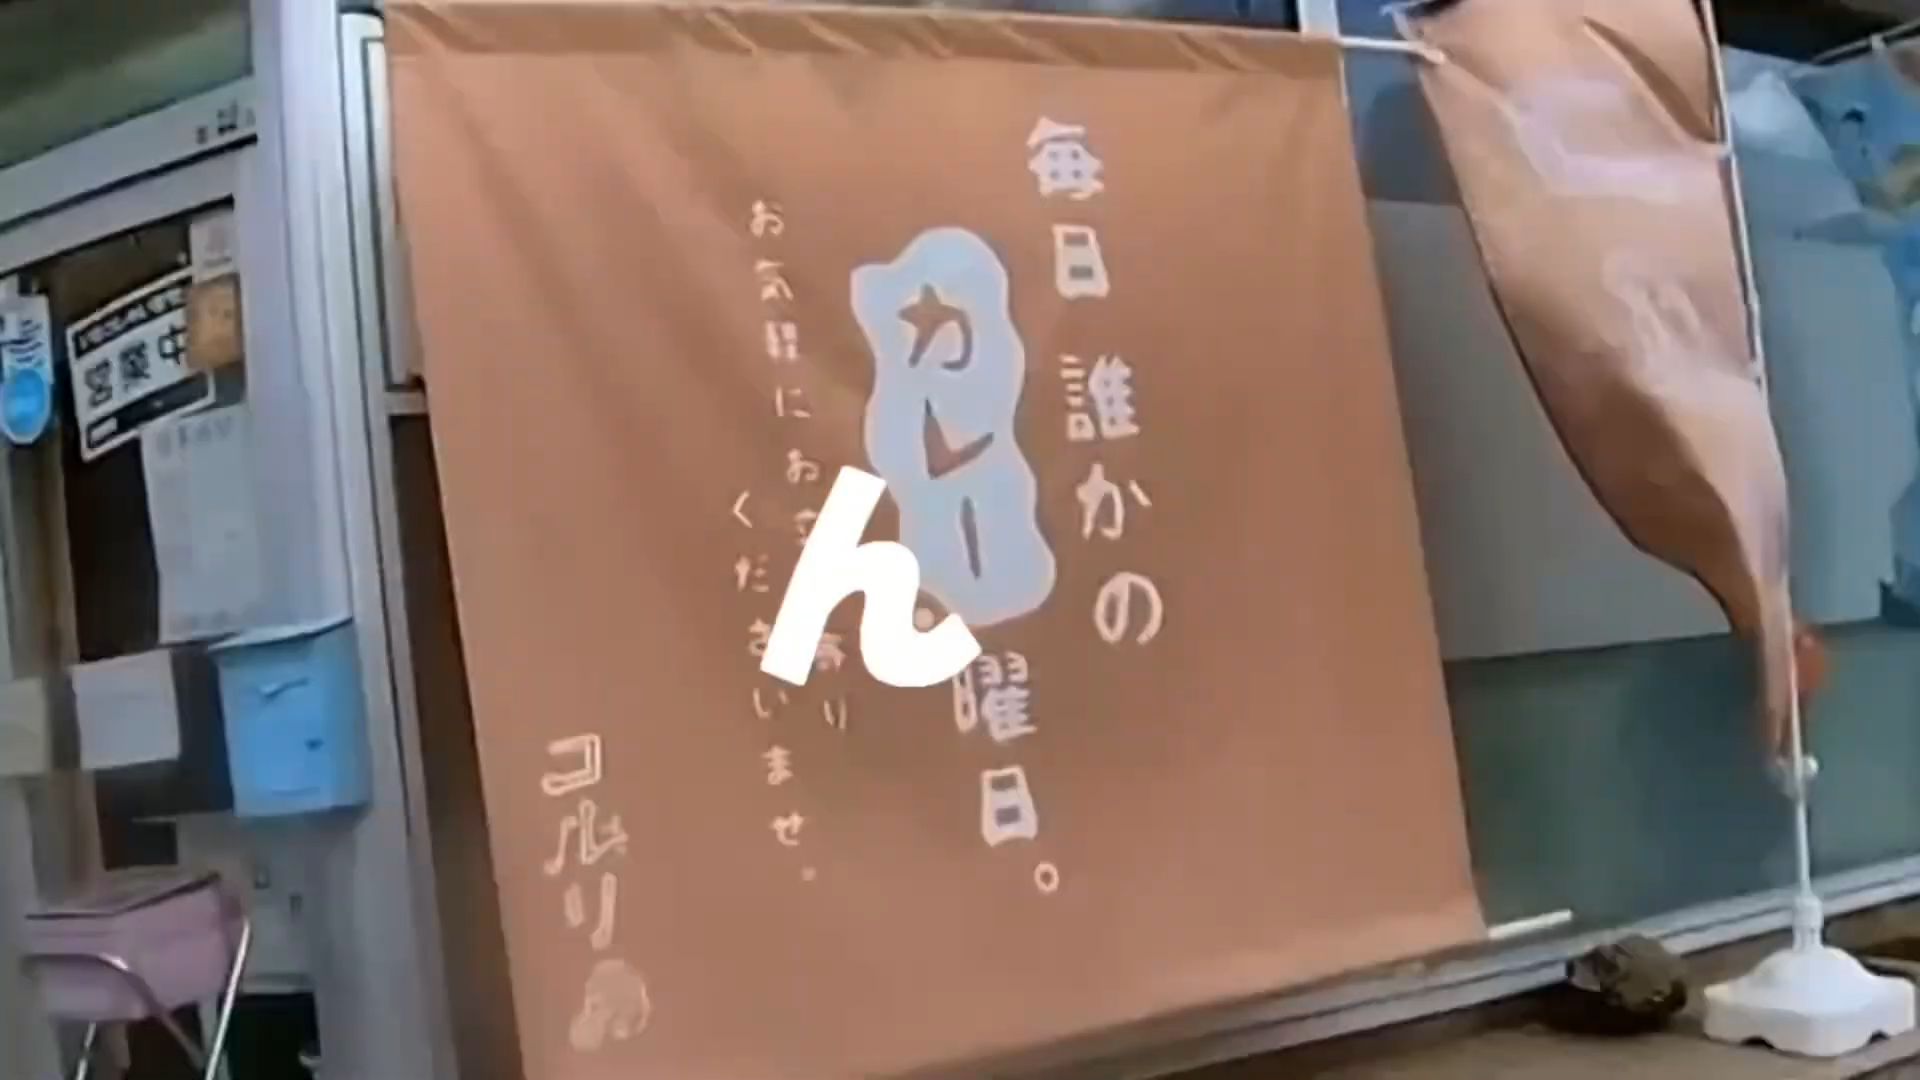 毎日誰かの
カレー曜日。
お気軽にお立寄り
くださいませ。
コルリ
ん
営業中